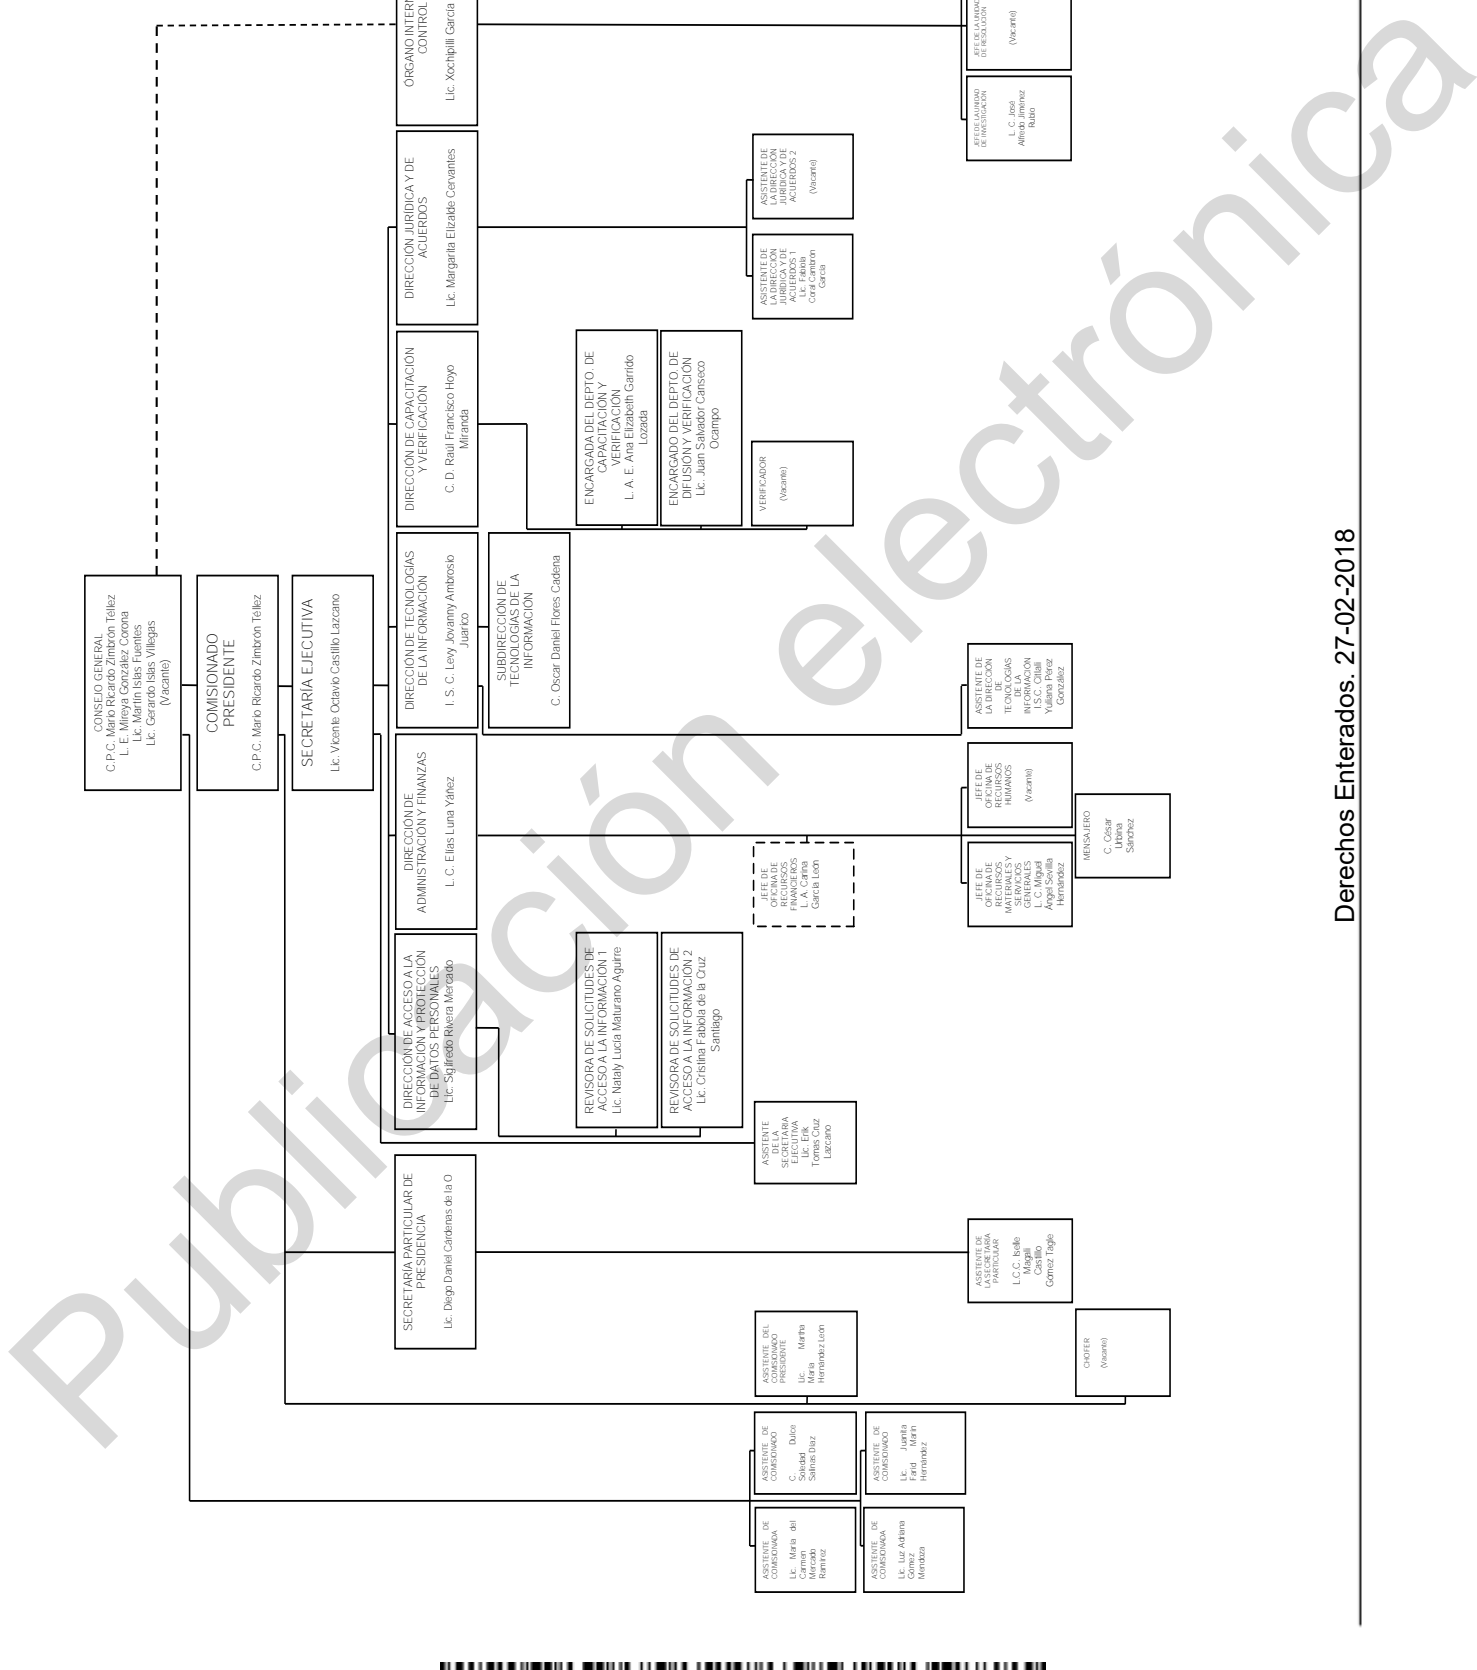 CONSEJO GENERAL
C.P.C. Mario Ricardo Zimbrón Téllez
L. E. Mireya González Corona
Lic. Martín Islas Fuentes
Lic. Gerardo Islas Villegas
(Vacante)
COMISIONADO
PRESIDENTE
C.P.C. Mario Ricardo Zimbrón Téllez
SECRETARÍA EJECUTIVA
Lic. Vicente Octavio Castillo Lazcano
SECRETARÍA PARTICULAR DE
PRESIDENCIA
Lic. Diego Daniel Cárdenas de la O
DIRECCIÓN DE ACCESO A LA
INFORMACIÓN Y PROTECCIÓN
DE DATOS PERSONALES
Lic. Sigifredo Rivera Mercado
DIRECCIÓN DE
ADMINISTRACIÓN Y FINANZAS
L. C. Elías Luna Yáñez
DIRECCIÓN DE TECNOLOGÍAS
DE LA INFORMACIÓN
I. S. C. Levy Jovanny Ambrosio
Juarico
DIRECCIÓN DE CAPACITACIÓN
Y VERIFICACIÓN
C. D. Raúl Francisco Hoyo
Miranda
DIRECCIÓN JURÍDICA Y DE
ACUERDOS
Lic. Margarita Elizalde Cervantes
ÓRGANO INTERN
CONTROL
Lic. Xochipilli García
SUBDIRECCIÓN DE
TECNOLOGÍAS DE LA
INFORMACIÓN
C. Oscar Daniel Flores Cadena
REVISORA DE SOLICITUDES DE
ACCESO A LA INFORMACIÓN 1
Lic. Nataly Lucía Maturano Aguirre
REVISORA DE SOLICITUDES DE
ACCESO A LA INFORMACIÓN 2
Lic. Cristina Fabiola de la Cruz
Santiago
ENCARGADA DEL DEPTO. DE
CAPACITACIÓN Y
VERIFICACIÓN
L. A. E. Ana Elizabeth Garrido
Lozada
ENCARGADO DEL DEPTO. DE
DIFUSIÓN Y VERIFICACIÓN
Lic. Juan Salvador Canseco
Ocampo
ASISTENTE DE
COMISIONADA
Lic. María del
Carmen
Mercado
Ramírez
ASISTENTE DE
COMISIONADO
C. Dulce
Soledad
Salinas Díaz
ASISTENTE DEL
COMISIONADO
PRESIDENTE
Lic. Martha
María
Hernández León
ASISTENTE
DE LA
SECRETARIA
EJECUTIVA
Lic. Erik
Tomas Cruz
Lazcano
JEFE DE
OFICINA DE
RECURSOS
FINANCIEROS
L. A. Carina
García León
VERIFICADOR
(Vacante)
ASISTENTE DE
LA DIRECCIÓN
JURÍDICA Y DE
ACUERDOS 1
Lic. Fabiola
Coral Cambrón
García
ASISTENTE DE
LA DIRECCIÓN
JURÍDICA Y DE
ACUERDOS 2
(Vacante)
ASISTENTE DE
COMISIONADA
Lic. Luz Adriana
Gómez
Mendoza
ASISTENTE DE
COMISIONADO
Lic. Juanita
Farid Marín
Hernández
ASISTENTE DE
LA SECRETARÍA
PARTICULAR
L.C.C. Iselle
Magali
Castillo
Gómez Tagle
JEFE DE
OFICINA DE
RECURSOS
MATERIALES Y
SERVICIOS
GENERALES
L. C. Miguel
Ángel Sevilla
Hernández
JEFE DE
OFICINA DE
RECURSOS
HUMANOS
(Vacante)
ASISTENTE DE
LA DIRECCIÓN
DE
TECNOLOGIAS
DE LA
INFORMACIÓN
I.S.C. Citlali
Yuliana Pérez
González
JEFE DE LA UNIDAD
DE INVESTIGACIÓN
L. C. José
Alfredo Jiménez
Rubio
JEFE DE LA UNIDAD
DE RESOLUCIÓN
(Vacante)
CHOFER
(Vacante)
MENSAJERO
C. César
Urbina
Sánchez
Derechos Enterados. 27-02-2018
Publicación electrónica